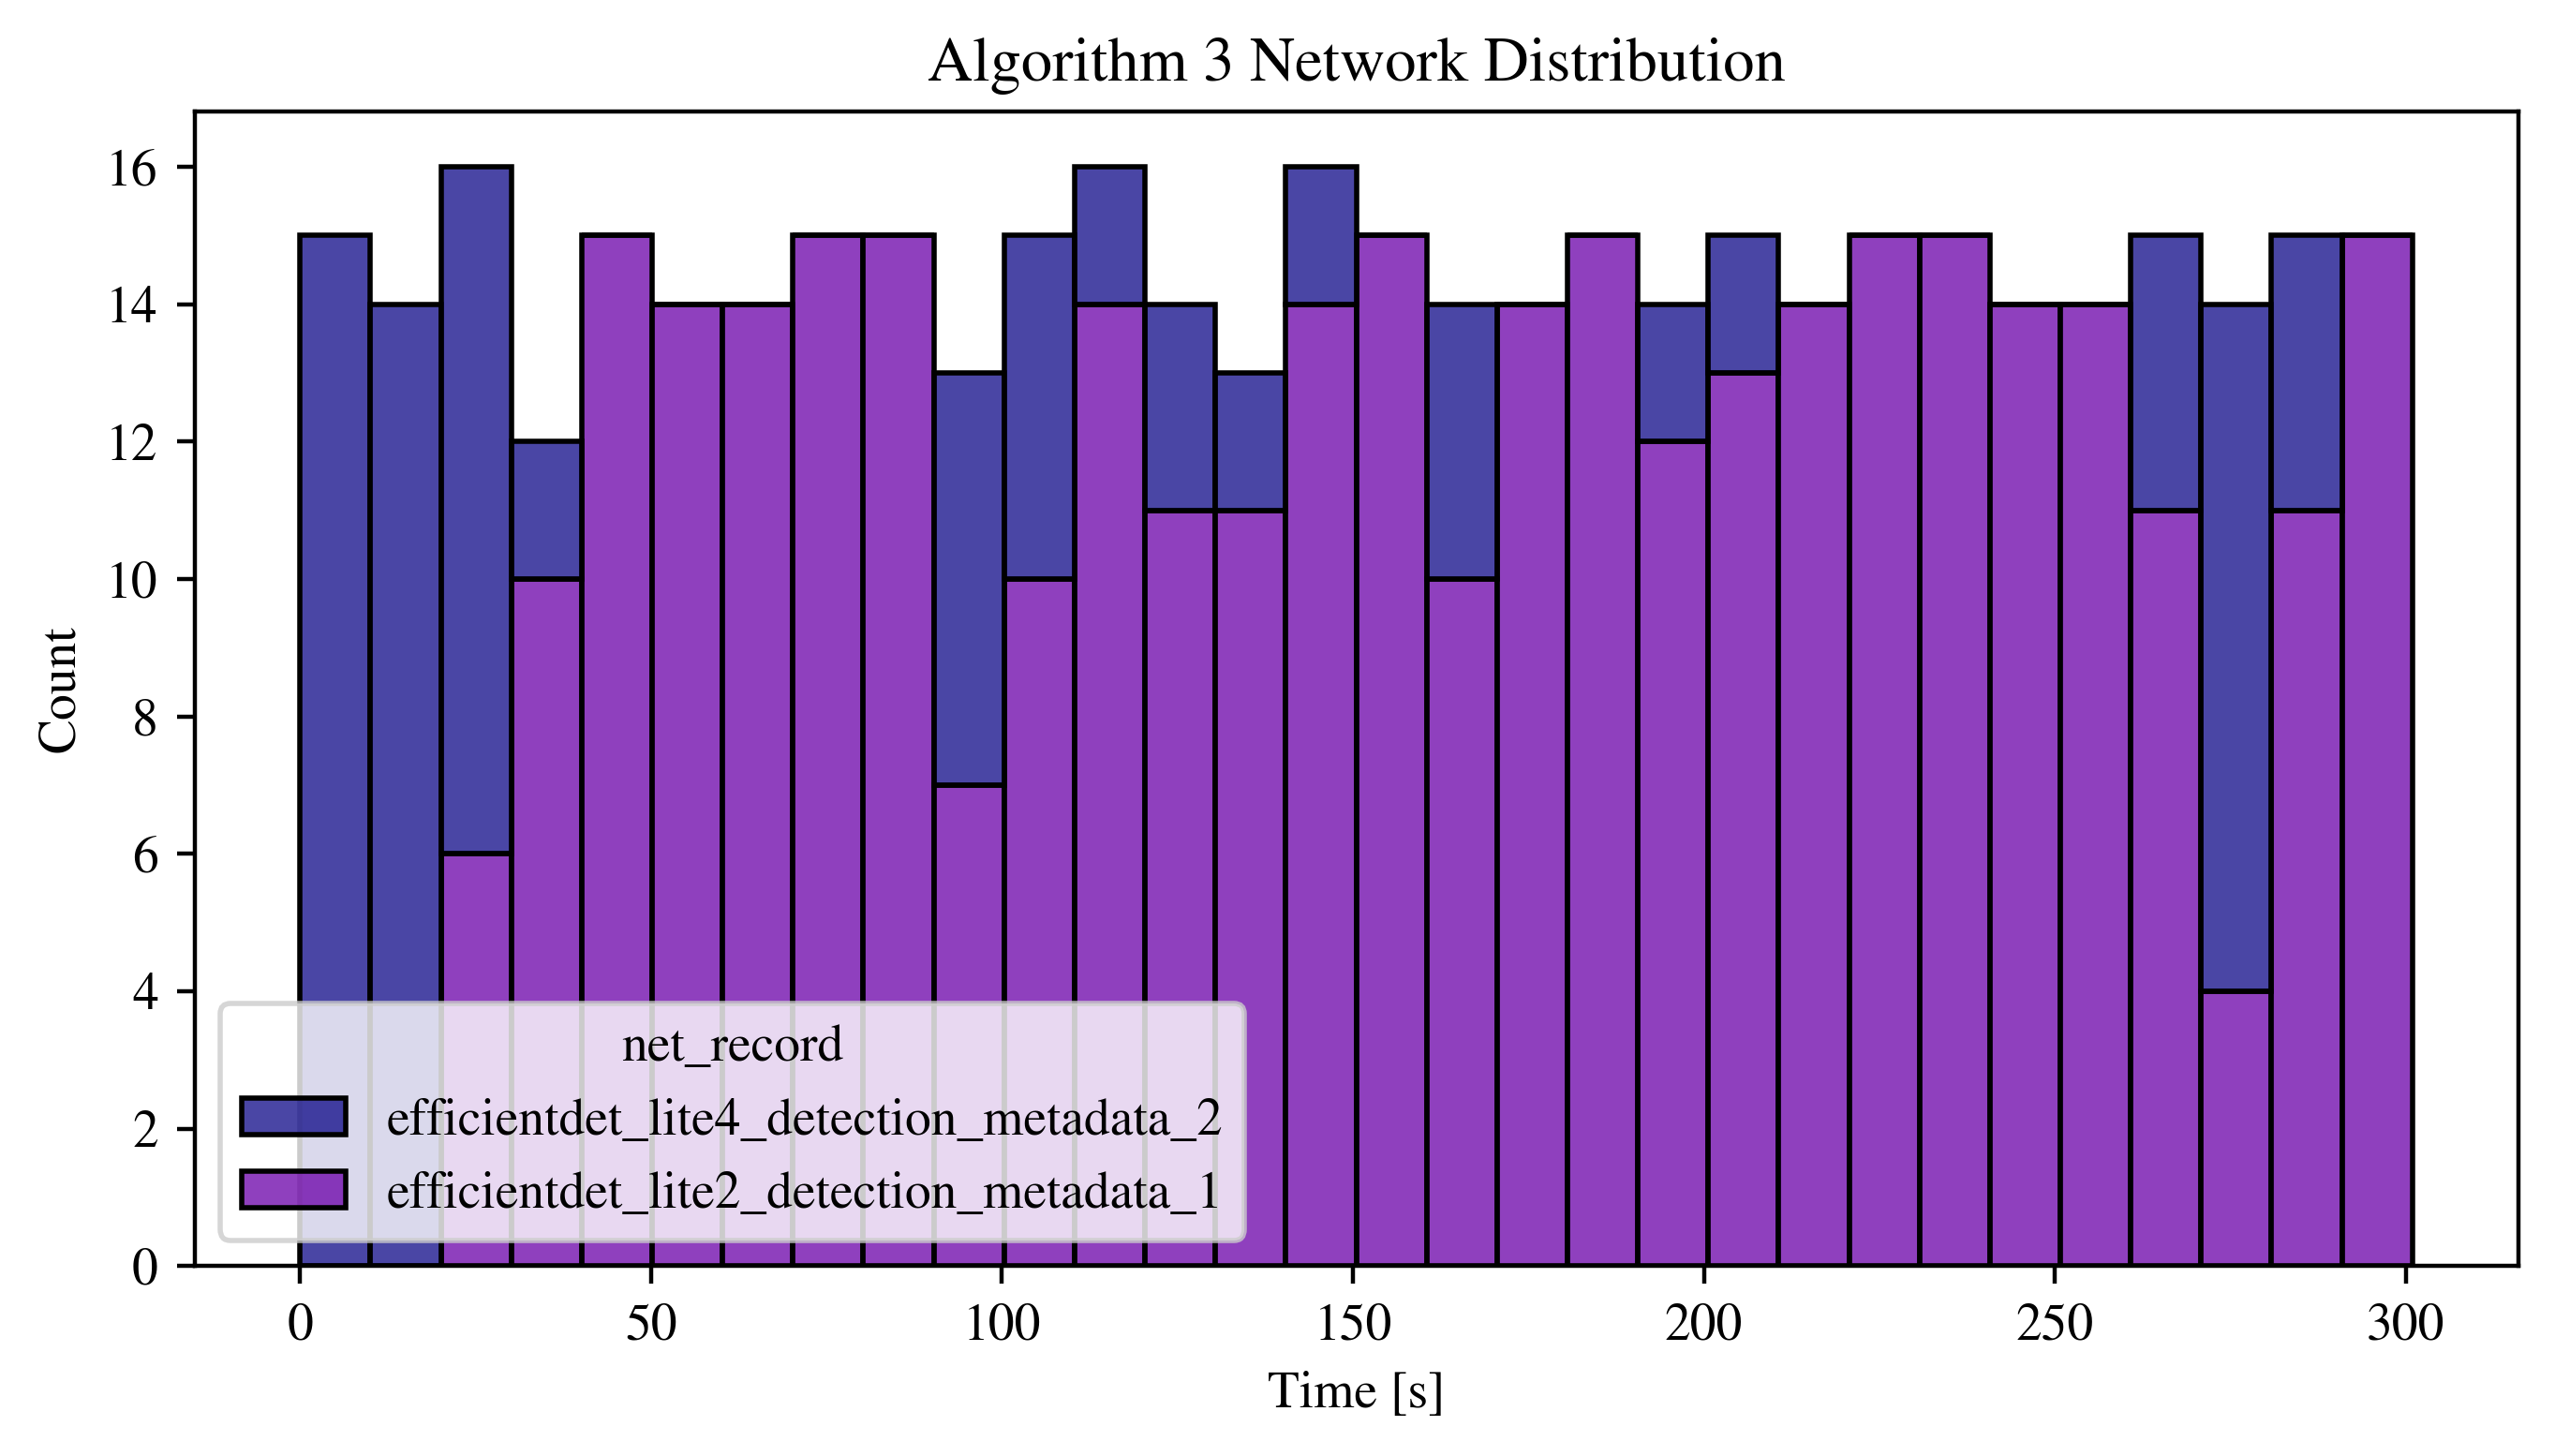 Algorithm 3 Network Distribution
16
14
12
10
8
6
4
2
0
Count
net_record
efficientdet_lite4_detection_metadata_2
efficientdet_lite2_detection_metadata_1
0 50 100 150 200 250 300
Time [s]